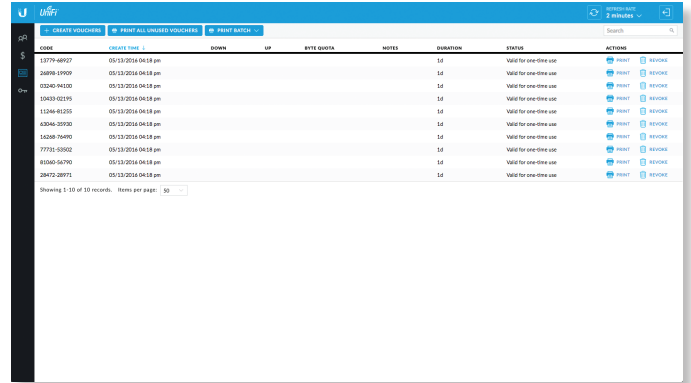 U UniFi REFRESH RATE
2 minutes
+ CREATE VOUCHERS PRINT ALL UNUSED VOUCHERS PRINT BATCH Search
CODE CREATE TIME ↓ DOWN UP BYTE QUOTA NOTES DURATION STATUS ACTIONS
13779-68927 05/13/2016 04:18 pm 1d Valid for one-time use PRINT REVOKE
26898-19909 05/13/2016 04:18 pm 1d Valid for one-time use PRINT REVOKE
03240-94100 05/13/2016 04:18 pm 1d Valid for one-time use PRINT REVOKE
10433-02195 05/13/2016 04:18 pm 1d Valid for one-time use PRINT REVOKE
11246-81255 05/13/2016 04:18 pm 1d Valid for one-time use PRINT REVOKE
63046-35930 05/13/2016 04:18 pm 1d Valid for one-time use PRINT REVOKE
16268-76490 05/13/2016 04:18 pm 1d Valid for one-time use PRINT REVOKE
77731-53502 05/13/2016 04:18 pm 1d Valid for one-time use PRINT REVOKE
81060-56790 05/13/2016 04:18 pm 1d Valid for one-time use PRINT REVOKE
28472-28971 05/13/2016 04:18 pm 1d Valid for one-time use PRINT REVOKE
Showing 1-10 of 10 records. Items per page: 50